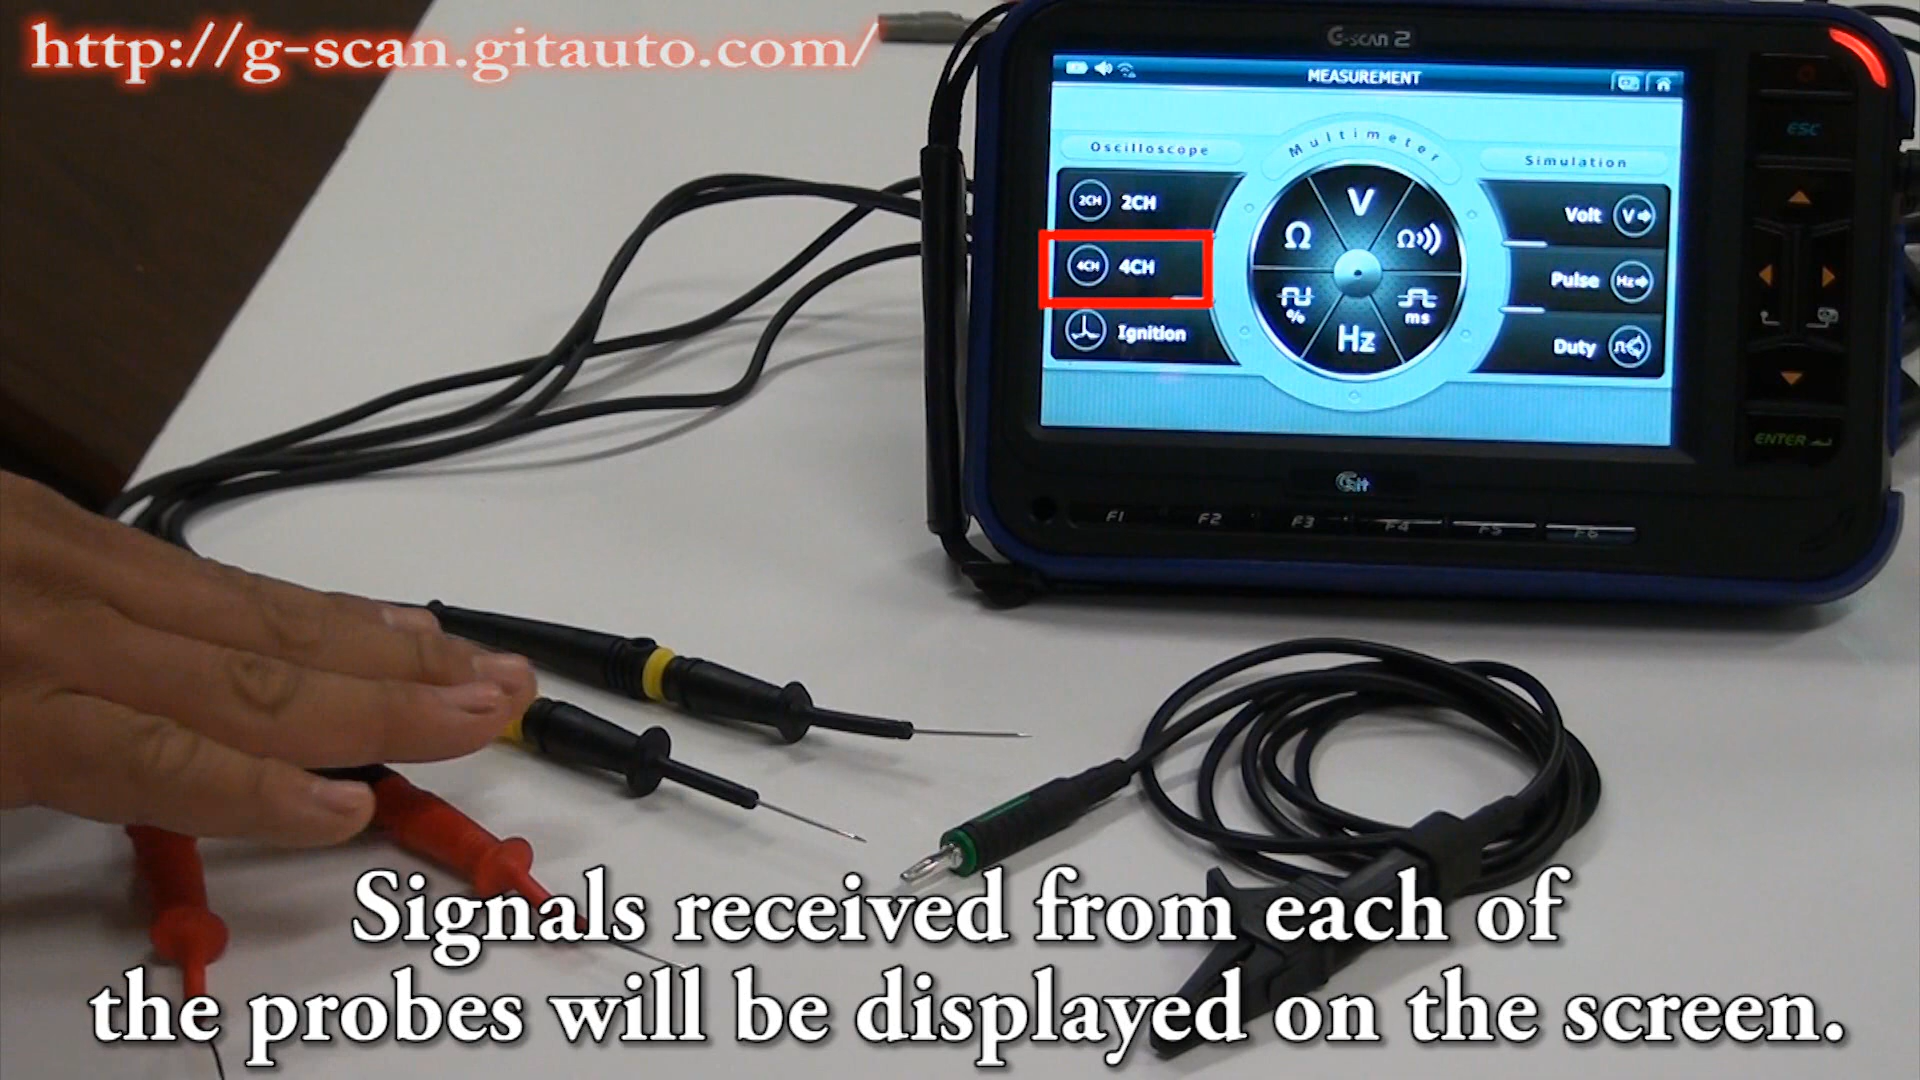 http://g-scan.gitauto.com/
G-scan 2
MEASUREMENT
Oscilloscope
Multimeter
Simulation
2CH 2CH
4CH 4CH
Ignition
V
Ω
Ω
%
ms
Hz
Volt V
Pulse Hz
Duty
ESC
ENTER
Git
F1 F2 F3 F4 F5 F6
Signals received from each of
the probes will be displayed on the screen.